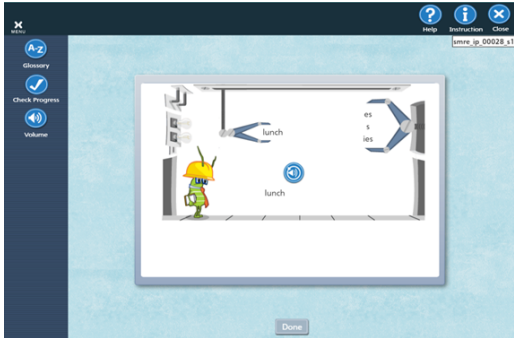 MENU
Help
Instruction
Close
smre_ip_00028_s1
A-Z
Glossary
Check Progress
Volume
lunch
es
s
ies
lunch
Done